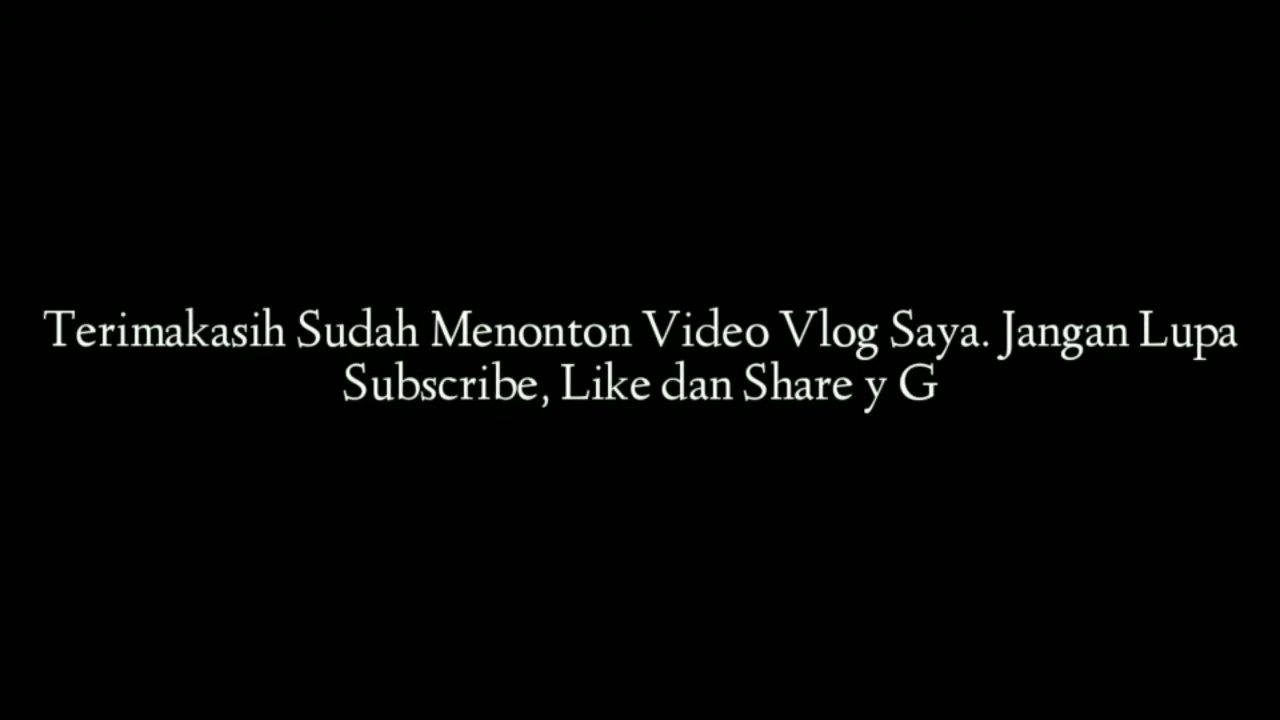 Terimakasih Sudah Menonton Video Vlog Saya. Jangan Lupa
Subscribe, Like dan Share y G